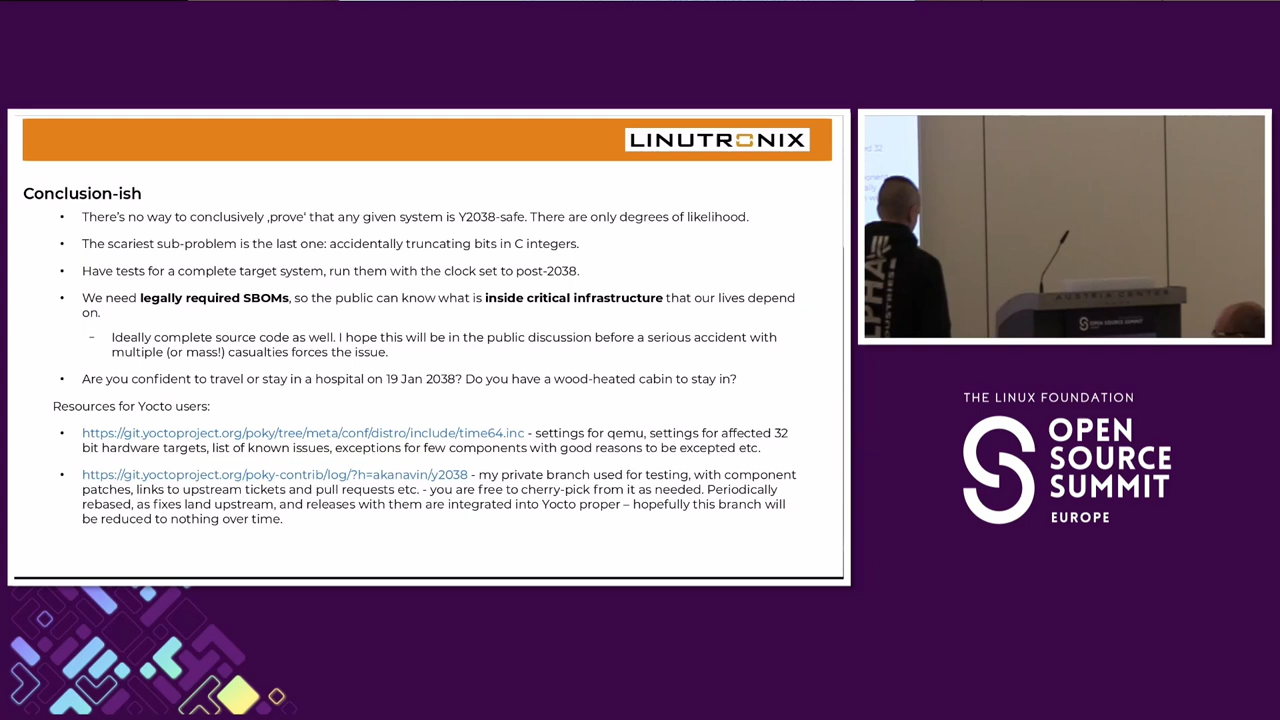 LINUTRONIX
Conclusion-ish
• There's no way to conclusively ‚prove' that any given system is Y2038-safe. There are only degrees of likelihood.
• The scariest sub-problem is the last one: accidentally truncating bits in C integers.
• Have tests for a complete target system, run them with the clock set to post-2038.
• We need legally required SBOMs, so the public can know what is inside critical infrastructure that our lives depend
on.
– Ideally complete source code as well. I hope this will be in the public discussion before a serious accident with
multiple (or mass!) casualties forces the issue.
• Are you confident to travel or stay in a hospital on 19 Jan 2038? Do you have a wood-heated cabin to stay in?
Resources for Yocto users:
• https://git.yoctoproject.org/poky/tree/meta/conf/distro/include/time64.inc - settings for qemu, settings for affected 32
bit hardware targets, list of known issues, exceptions for few components with good reasons to be excepted etc.
• https://git.yoctoproject.org/poky-contrib/log/?h=akanavin/y2038 - my private branch used for testing, with component
patches, links to upstream tickets and pull requests etc. - you are free to cherry-pick from it as needed. Periodically
rebased, as fixes land upstream, and releases with them are integrated into Yocto proper – hopefully this branch will
be reduced to nothing over time.
AUSTRIA CENTER
OPEN SOURCE SUMMIT
THE LINUX FOUNDATION
OPEN
SOURCE
SUMMIT
EUROPE